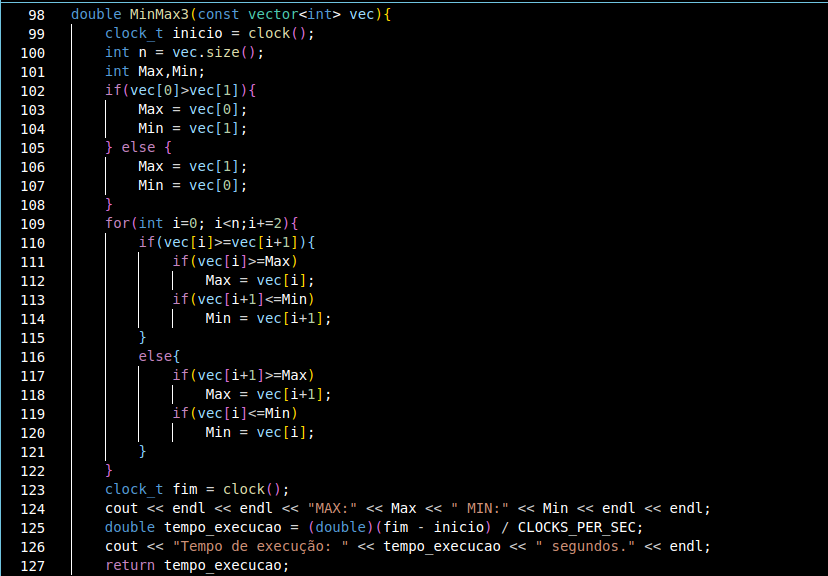 98 double MinMax3(const vector<int> vec){
99     clock_t inicio = clock();
100     int n = vec.size();
101     int Max,Min;
102     if(vec[0]>vec[1]){
103         Max = vec[0];
104         Min = vec[1];
105     } else {
106         Max = vec[1];
107         Min = vec[0];
108     }
109     for(int i=0; i<n;i+=2){
110         if(vec[i]>=vec[i+1]){
111             if(vec[i]>=Max)
112                 Max = vec[i];
113             if(vec[i+1]<=Min)
114                 Min = vec[i+1];
115         }
116         else{
117             if(vec[i+1]>=Max)
118                 Max = vec[i+1];
119             if(vec[i]<=Min)
120                 Min = vec[i];
121         }
122     }
123     clock_t fim = clock();
124     cout << endl << endl << "MAX:" << Max << " MIN:" << Min << endl << endl;
125     double tempo_execucao = (double)(fim - inicio) / CLOCKS_PER_SEC;
126     cout << "Tempo de execução: " << tempo_execucao << " segundos." << endl;
127     return tempo_execucao;